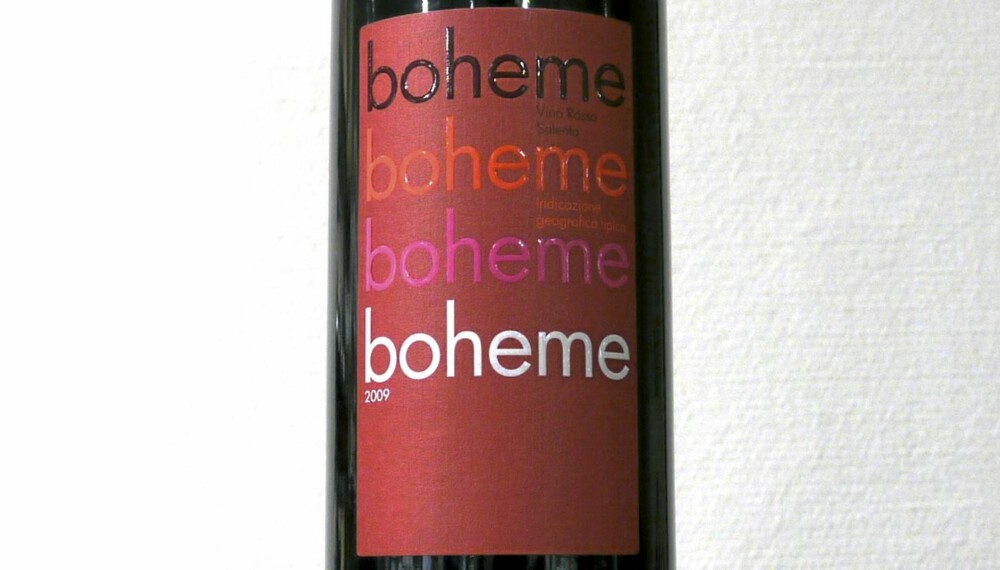 boheme
Vino Rosso
Salento
boheme
Indicazione
geografica tipica
boheme
boheme
2009